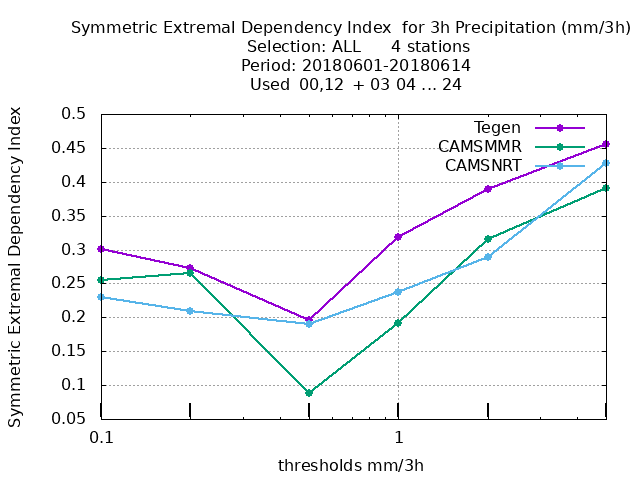 Symmetric Extremal Dependency Index  for 3h Precipitation (mm/3h)
Selection: ALL      4 stations
Period: 20180601-20180614
Used  00,12  + 03 04 ... 24
Symmetric Extremal Dependency Index
0.5
0.45
0.4
0.35
0.3
0.25
0.2
0.15
0.1
0.05
Tegen
CAMSMMR
CAMSNRT
0.1
1
thresholds mm/3h